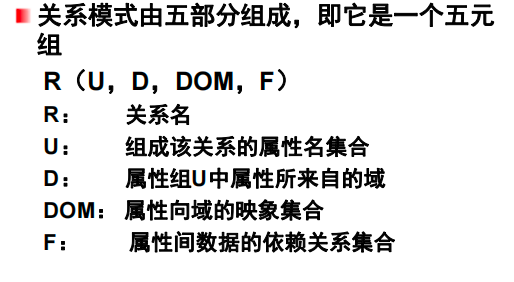 关系模式由五部分组成，即它是一个五元
组
R（U，D，DOM，F）
R： 关系名
U： 组成该关系的属性名集合
D： 属性组U中属性所来自的域
DOM： 属性向域的映象集合
F： 属性间数据的依赖关系集合